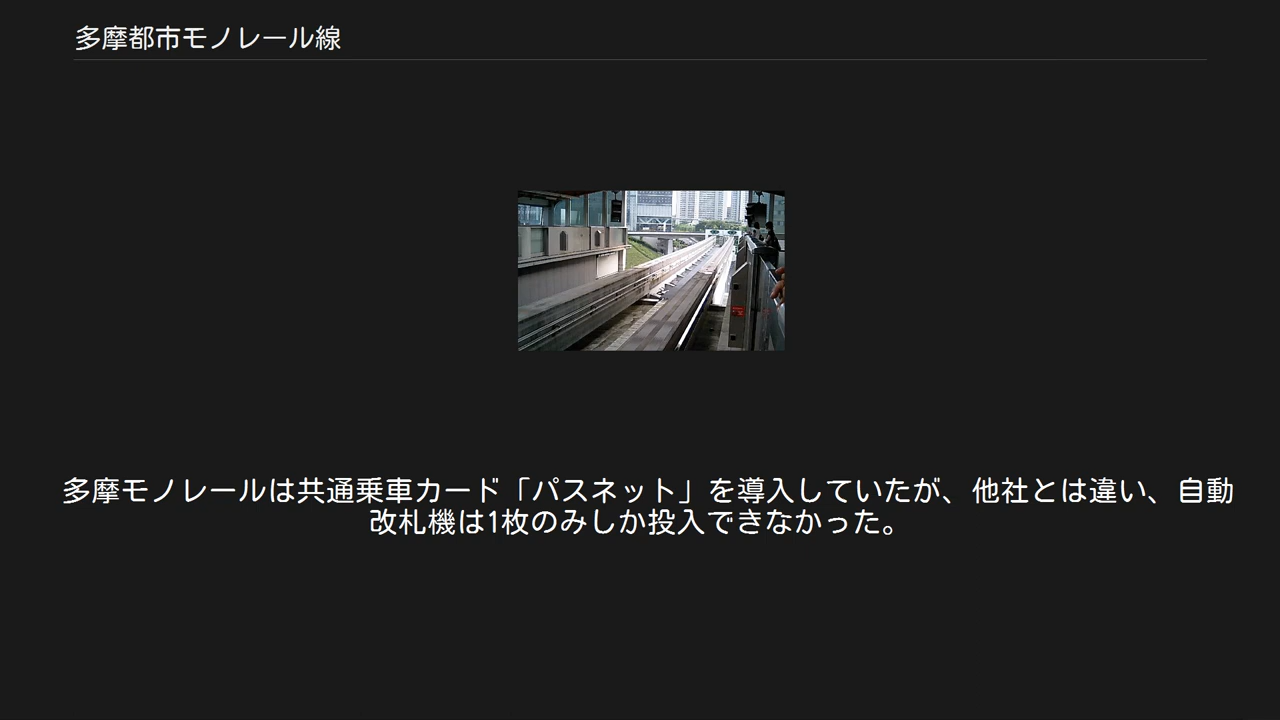 多摩都市モノレール線
多摩モノレールは共通乗車カード「パスネット」を導入していたが、他社とは違い、自動
改札機は1枚のみしか投入できなかった。